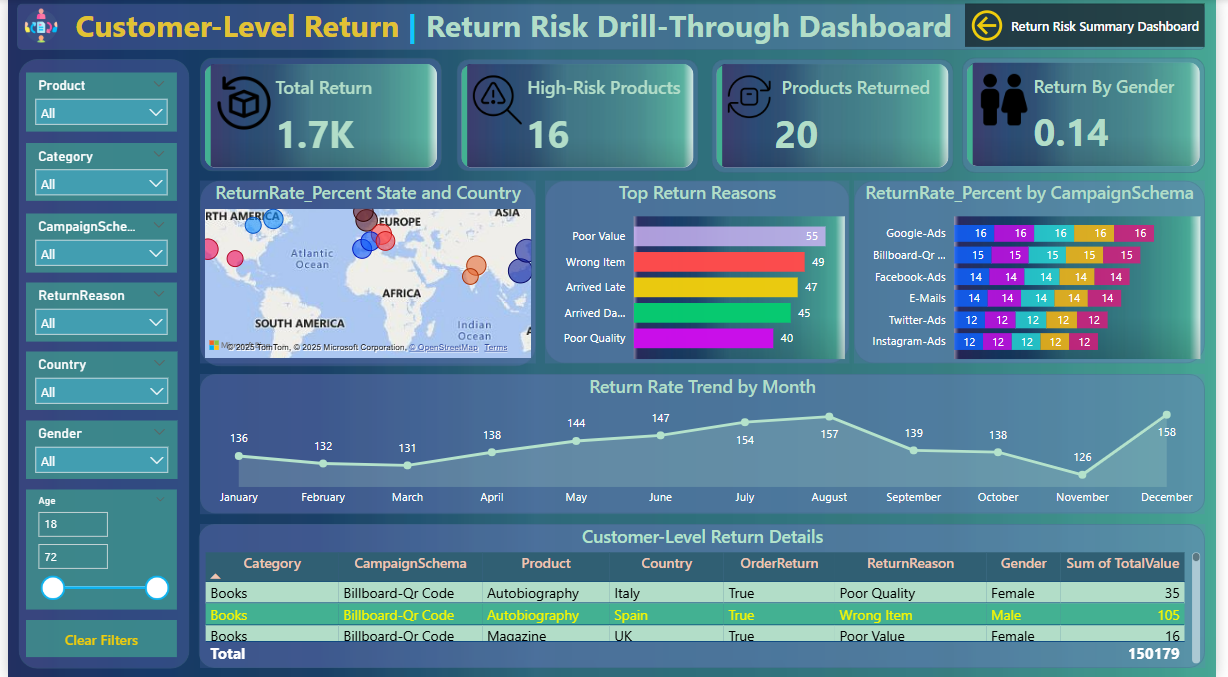 Customer-Level Return | Return Risk Drill-Through Dashboard
Return Risk Summary Dashboard
Product
All
Category
All
CampaignSche...
All
ReturnReason
All
Country
All
Gender
All
Age
18
72
Clear Filters
Total Return
1.7K
High-Risk Products
16
Products Returned
20
Return By Gender
0.14
ReturnRate_Percent State and Country
RTH AMERICA
EUROPE
ASIA
Atlantic
Ocean
AFRICA
SOUTH AMERICA
Indian
Ocean
© 2025 TomTom, © 2025 Microsoft Corporation, © OpenStreetMap Terms
Top Return Reasons
Poor Value 55
Wrong Item 49
Arrived Late 47
Arrived Da... 45
Poor Quality 40
ReturnRate_Percent by CampaignSchema
Google-Ads 16 16 16 16 16
Billboard-Qr ... 15 15 15 15 15
Facebook-Ads 14 14 14 14 14
E-Mails 14 14 14 14 14
Twitter-Ads 12 12 12 12 12
Instagram-Ads 12 12 12 12 12
Return Rate Trend by Month
136 132 131 138 144 147 154 157 139 138 126 158
January February March April May June July August September October November December
Customer-Level Return Details
Category CampaignSchema Product Country OrderReturn ReturnReason Gender Sum of TotalValue
Books Billboard-Qr Code Autobiography Italy True Poor Quality Female 35
Books Billboard-Qr Code Autobiography Spain True Wrong Item Male 105
Books Billboard-Qr Code Magazine UK True Poor Value Female 16
Total 150179